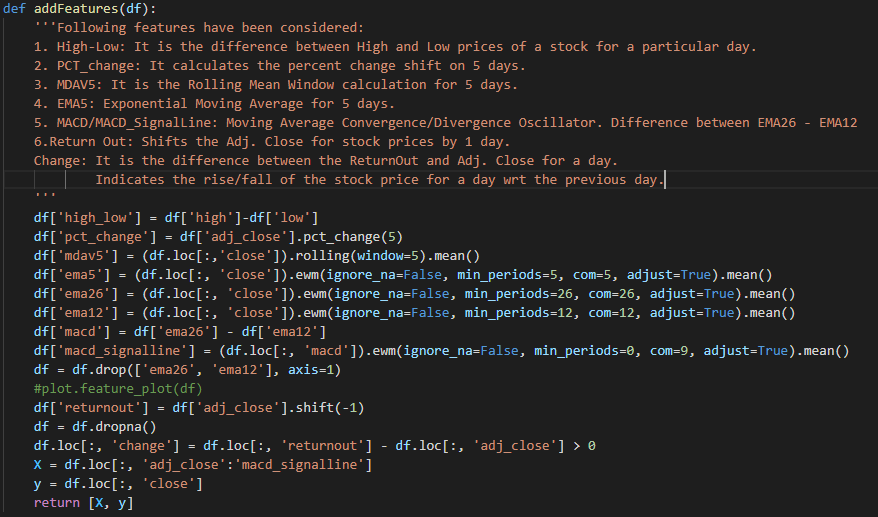 def addFeatures(df):
    '''Following features have been considered:
    1. High-Low: It is the difference between High and Low prices of a stock for a particular day.
    2. PCT_change: It calculates the percent change shift on 5 days.
    3. MDAV5: It is the Rolling Mean Window calculation for 5 days.
    4. EMA5: Exponential Moving Average for 5 days.
    5. MACD/MACD_SignalLine: Moving Average Convergence/Divergence Oscillator. Difference between EMA26 - EMA12
    6.Return Out: Shifts the Adj. Close for stock prices by 1 day.
    Change: It is the difference between the ReturnOut and Adj. Close for a day.
            Indicates the rise/fall of the stock price for a day wrt the previous day.
    '''
    df['high_low'] = df['high']-df['low']
    df['pct_change'] = df['adj_close'].pct_change(5)
    df['mdav5'] = (df.loc[:,'close']).rolling(window=5).mean()
    df['ema5'] = (df.loc[:, 'close']).ewm(ignore_na=False, min_periods=5, com=5, adjust=True).mean()
    df['ema26'] = (df.loc[:, 'close']).ewm(ignore_na=False, min_periods=26, com=26, adjust=True).mean()
    df['ema12'] = (df.loc[:, 'close']).ewm(ignore_na=False, min_periods=12, com=12, adjust=True).mean()
    df['macd'] = df['ema26'] - df['ema12']
    df['macd_signalline'] = (df.loc[:, 'macd']).ewm(ignore_na=False, min_periods=0, com=9, adjust=True).mean()
    df = df.drop(['ema26', 'ema12'], axis=1)
    #plot.feature_plot(df)
    df['returnout'] = df['adj_close'].shift(-1)
    df = df.dropna()
    df.loc[:, 'change'] = df.loc[:, 'returnout'] - df.loc[:, 'adj_close'] > 0
    X = df.loc[:, 'adj_close':'macd_signalline']
    y = df.loc[:, 'close']
    return [X, y]